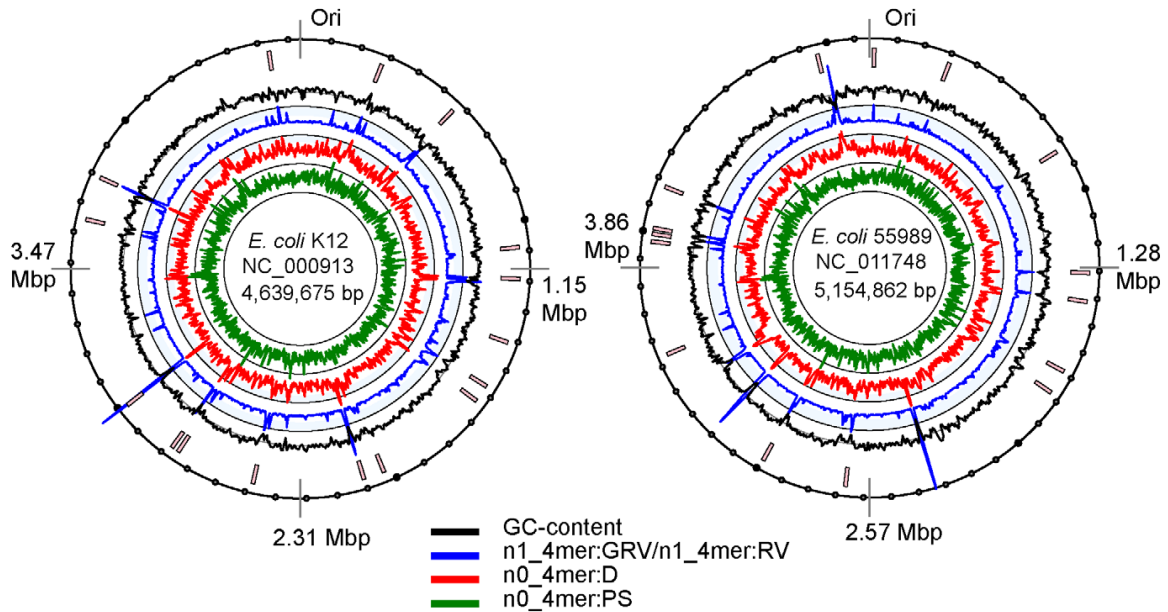 Ori
E. coli K12
NC_000913
4,639,675 bp
3.47
Mbp
1.15
Mbp
2.31 Mbp
Ori
E. coli 55989
NC_011748
5,154,862 bp
3.86
Mbp
1.28
Mbp
2.57 Mbp
GC-content
n1_4mer:GRV/n1_4mer:RV
n0_4mer:D
n0_4mer:PS